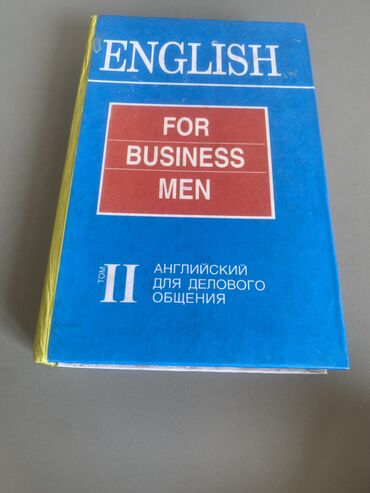 ENGLISH
FOR
BUSINESS
MEN
ТОМ II
АНГЛИЙСКИЙ
ДЛЯ ДЕЛОВОГО
ОБЩЕНИЯ